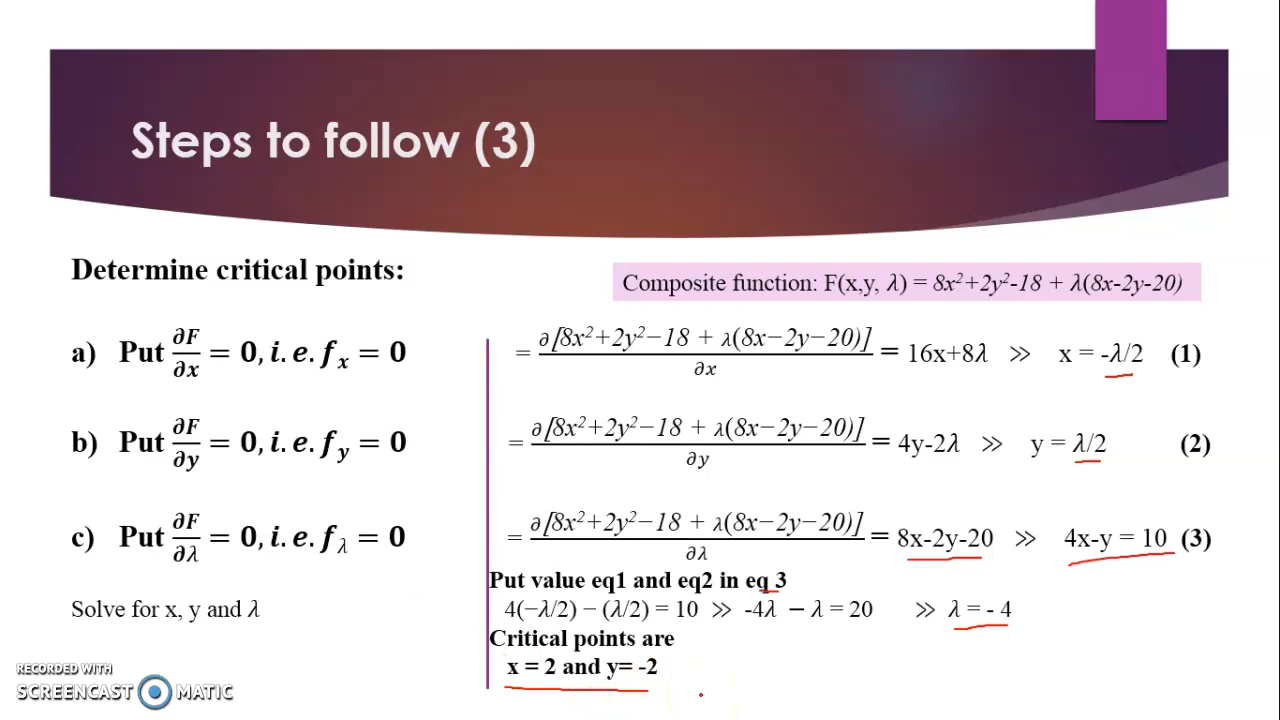 Steps to follow (3)
Determine critical points:
Composite function: F(x,y, λ) = 8x²+2y²-18 + λ(8x-2y-20)
a) Put ∂F/∂x = 0, i.e. fₓ = 0
= ∂[8x²+2y²−18 + λ(8x−2y−20)]/∂x = 16x+8λ ≫ x = -λ/2 (1)
b) Put ∂F/∂y = 0, i.e. f_y = 0
= ∂[8x²+2y²−18 + λ(8x−2y−20)]/∂y = 4y-2λ ≫ y = λ/2 (2)
c) Put ∂F/∂λ = 0, i.e. f_λ = 0
= ∂[8x²+2y²−18 + λ(8x−2y−20)]/∂λ = 8x-2y-20 ≫ 4x-y = 10 (3)
Put value eq1 and eq2 in eq 3
Solve for x, y and λ
4(−λ/2) − (λ/2) = 10 ≫ -4λ − λ = 20 ≫ λ = - 4
Critical points are
x = 2 and y= -2
RECORDED WITH
SCREENCAST MATIC